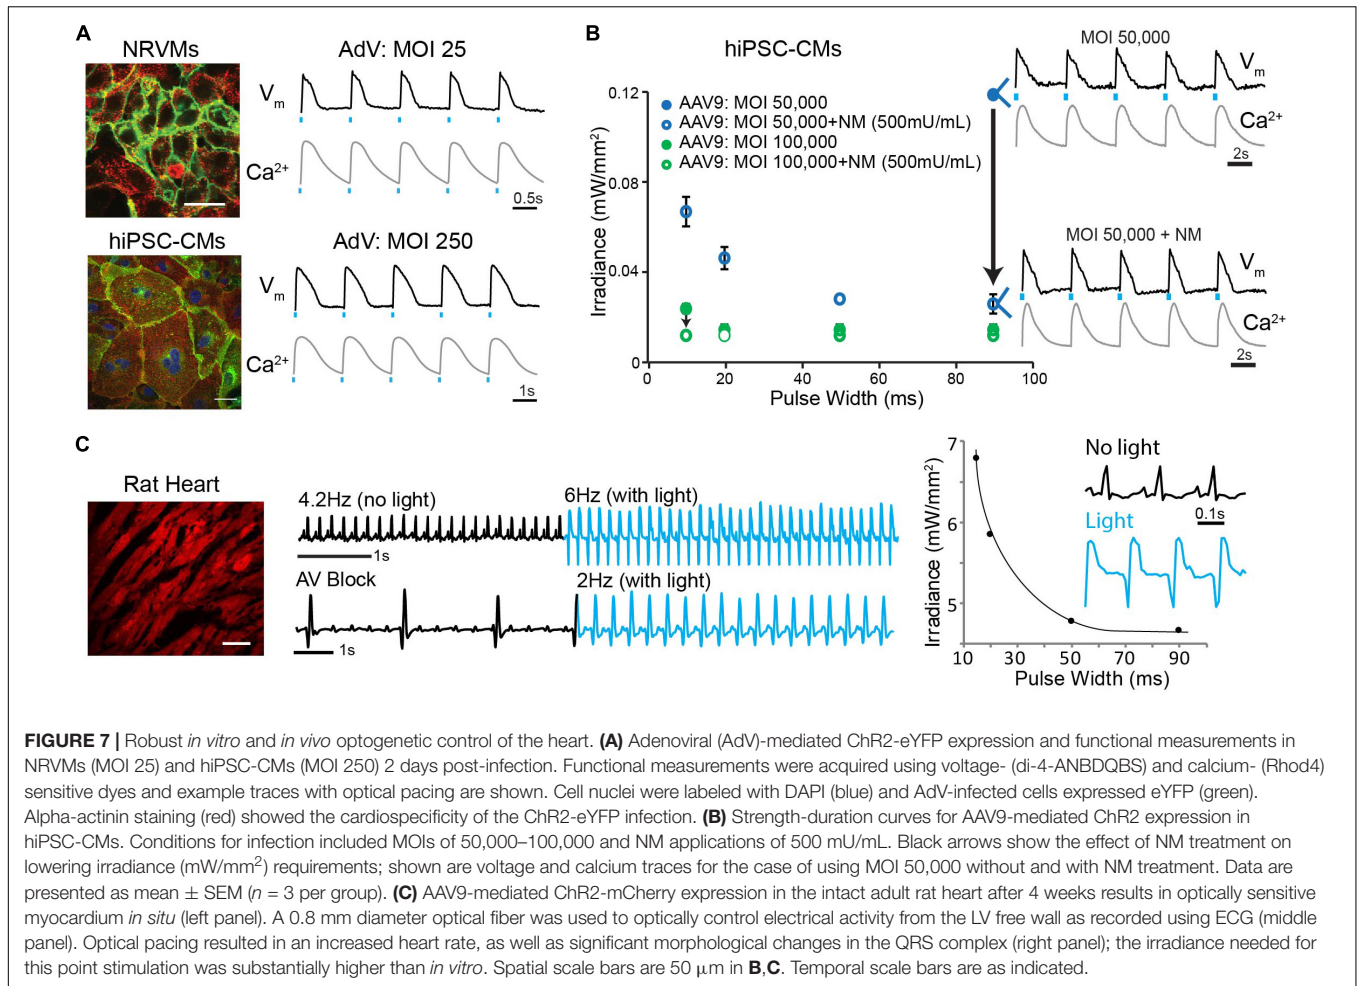 A
NRVMs
AdV: MOI 25
Vm
Ca2+
0.5s
hiPSC-CMs
AdV: MOI 250
Vm
Ca2+
1s
B
hiPSC-CMs
MOI 50,000
Vm
Ca2+
2s
MOI 50,000 + NM
Vm
Ca2+
2s
AAV9: MOI 50,000
AAV9: MOI 50,000+NM (500mU/mL)
AAV9: MOI 100,000
AAV9: MOI 100,000+NM (500mU/mL)
Irradiance (mW/mm²)
0.12
0.08
0.04
0
0 20 40 60 80 100
Pulse Width (ms)
C
Rat Heart
4.2Hz (no light)
6Hz (with light)
1s
AV Block
2Hz (with light)
1s
Irradiance (mW/mm²)
7
6
5
10 30 50 70 90
Pulse Width (ms)
No light
0.1s
Light
FIGURE 7 | Robust in vitro and in vivo optogenetic control of the heart. (A) Adenoviral (AdV)-mediated ChR2-eYFP expression and functional measurements in
NRVMs (MOI 25) and hiPSC-CMs (MOI 250) 2 days post-infection. Functional measurements were acquired using voltage- (di-4-ANBDQBS) and calcium- (Rhod4)
sensitive dyes and example traces with optical pacing are shown. Cell nuclei were labeled with DAPI (blue) and AdV-infected cells expressed eYFP (green).
Alpha-actinin staining (red) showed the cardiospecificity of the ChR2-eYFP infection. (B) Strength-duration curves for AAV9-mediated ChR2 expression in
hiPSC-CMs. Conditions for infection included MOIs of 50,000–100,000 and NM applications of 500 mU/mL. Black arrows show the effect of NM treatment on
lowering irradiance (mW/mm²) requirements; shown are voltage and calcium traces for the case of using MOI 50,000 without and with NM treatment. Data are
presented as mean ± SEM (n = 3 per group). (C) AAV9-mediated ChR2-mCherry expression in the intact adult rat heart after 4 weeks results in optically sensitive
myocardium in situ (left panel). A 0.8 mm diameter optical fiber was used to optically control electrical activity from the LV free wall as recorded using ECG (middle
panel). Optical pacing resulted in an increased heart rate, as well as significant morphological changes in the QRS complex (right panel); the irradiance needed for
this point stimulation was substantially higher than in vitro. Spatial scale bars are 50 μm in B,C. Temporal scale bars are as indicated.